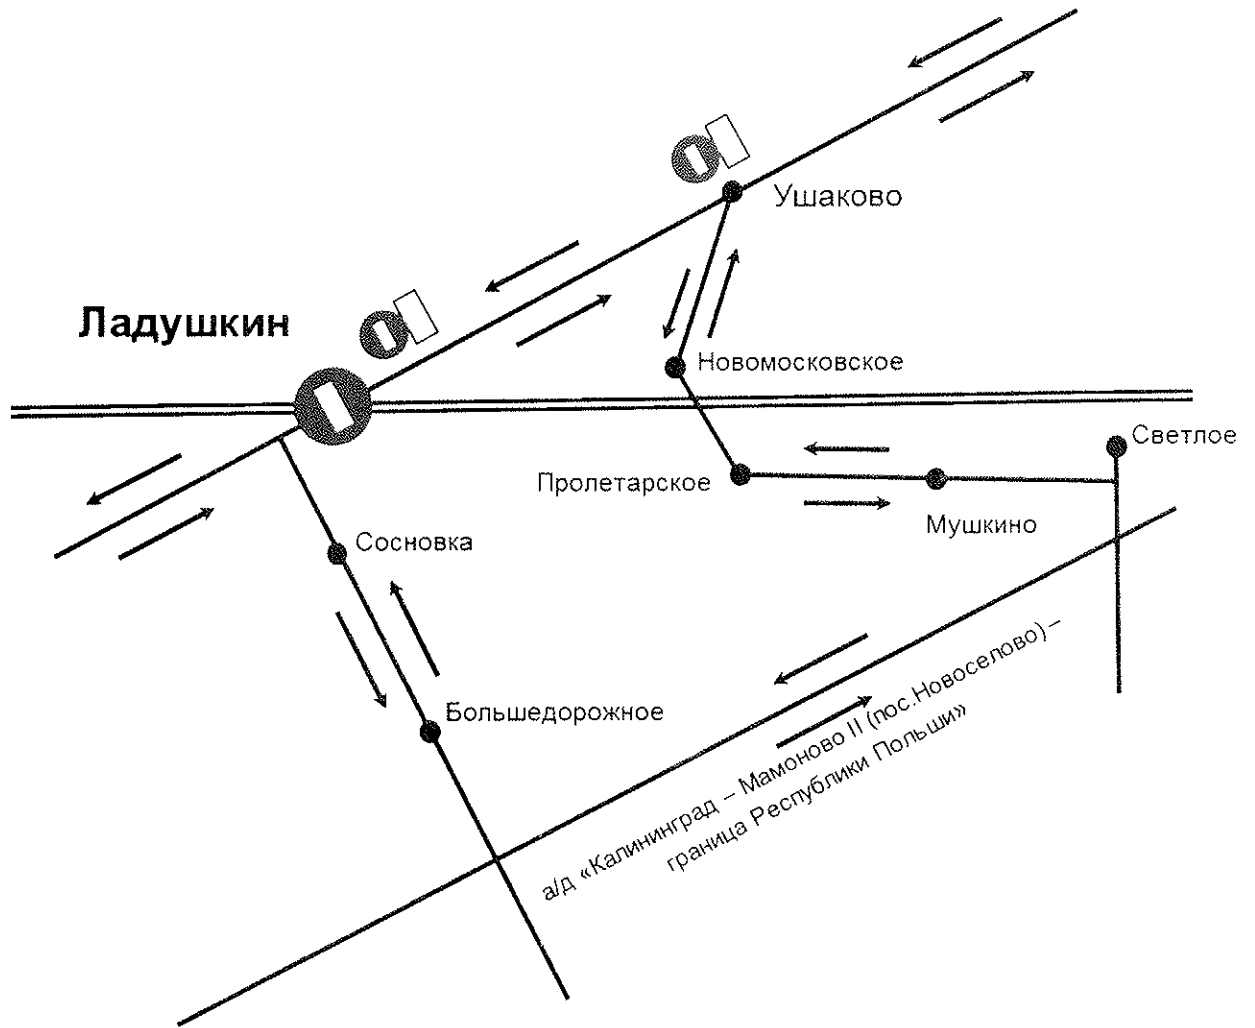 Ушаково
Ладушкин
Новомосковское
Светлое
Пролетарское
Мушкино
Сосновка
Большедорожное
а/д «Калининград – Мамоново II (пос.Новоселово) –
граница Республики Польши»